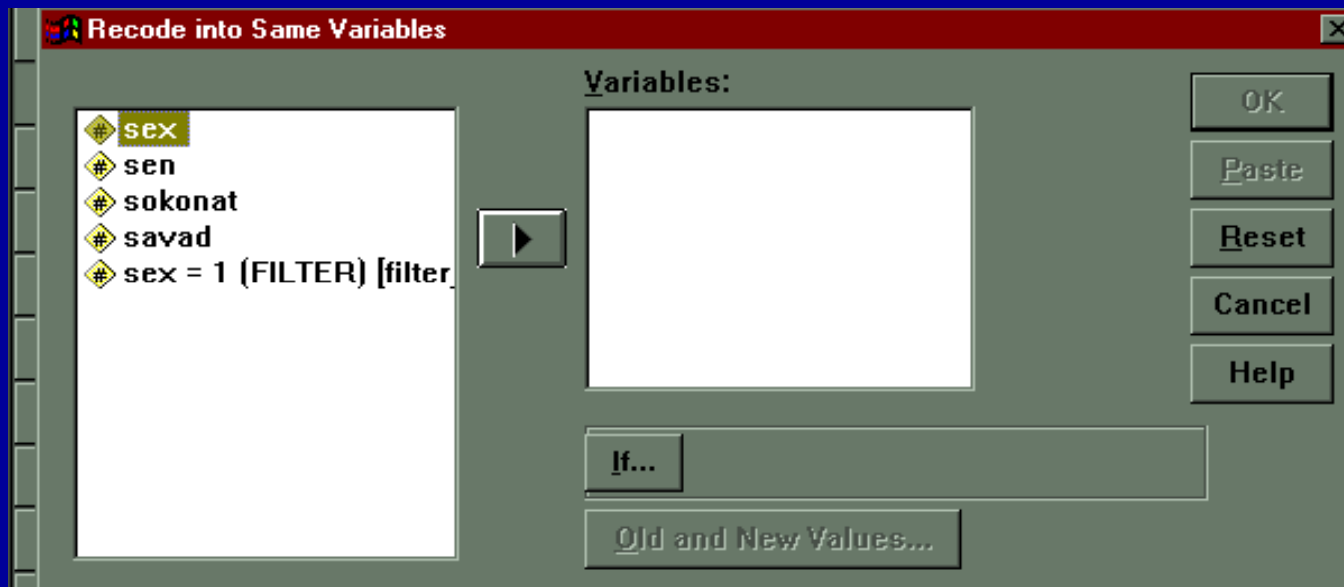 Recode into Same Variables
Variables:
sex
sen
sokonat
savad
sex = 1 (FILTER) [filter_
OK
Paste
Reset
Cancel
Help
If...
Old and New Values...